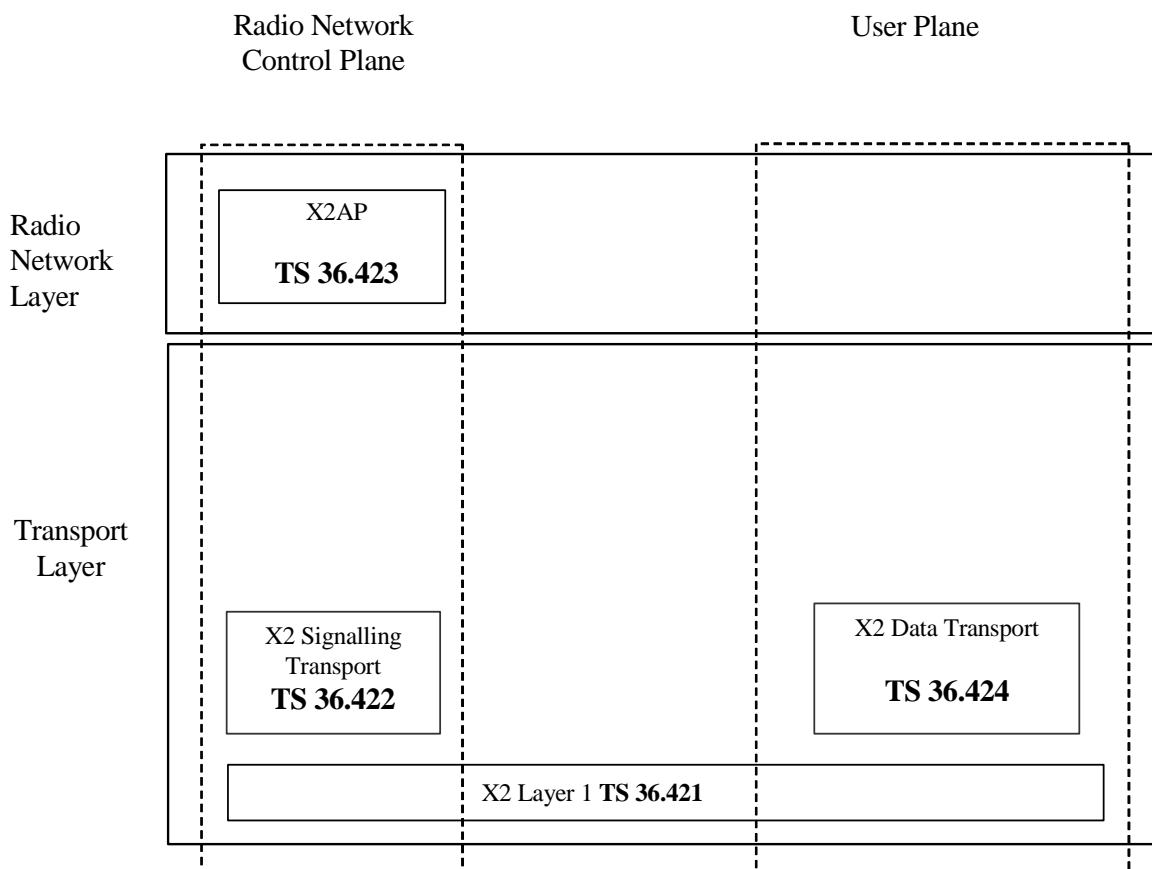 Radio Network
Control Plane
User Plane
Radio
Network
Layer
X2AP
TS 36.423
Transport
Layer
X2 Signalling
Transport
TS 36.422
X2 Data Transport
TS 36.424
X2 Layer 1 TS 36.421